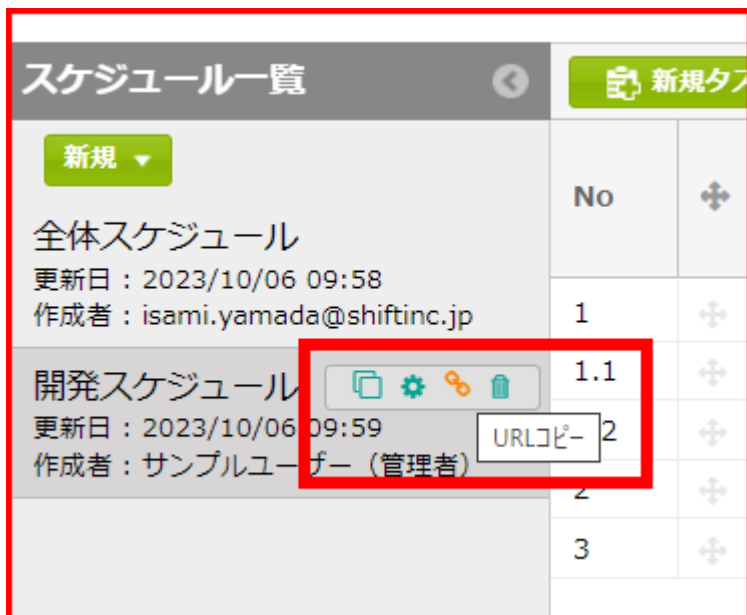 スケジュール一覧
新規
全体スケジュール
更新日：2023/10/06 09:58
作成者：isami.yamada@shiftinc.jp
開発スケジュール
更新日：2023/10/06 09:59
作成者：サンプルユーザー（管理者）
URLコピー
新規タス
No
1
1.1
2
2
3